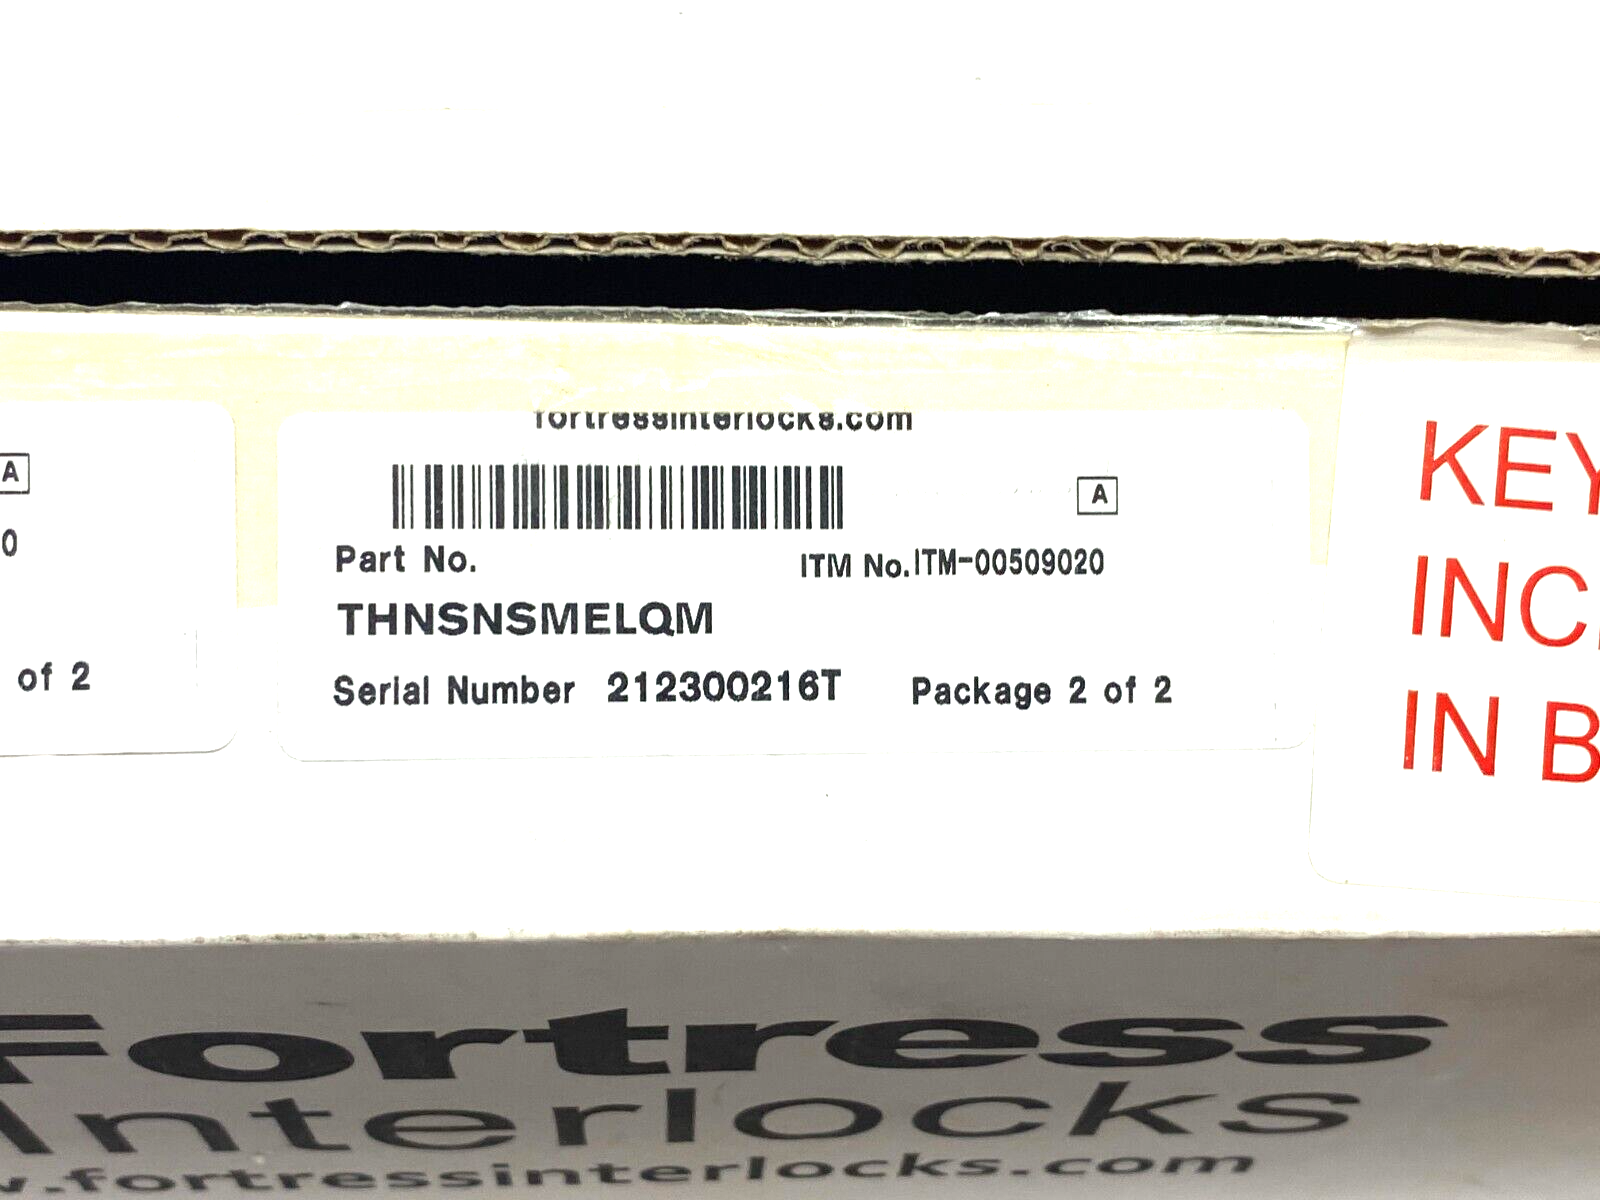 fortressinterlocks.com
A
0
of 2
A
Part No. ITM No. ITM-00509020
THNSNSMELQM
Serial Number 212300216T Package 2 of 2
KEY
IN B
Fortress
Interlocks
.fortressinterlocks.com